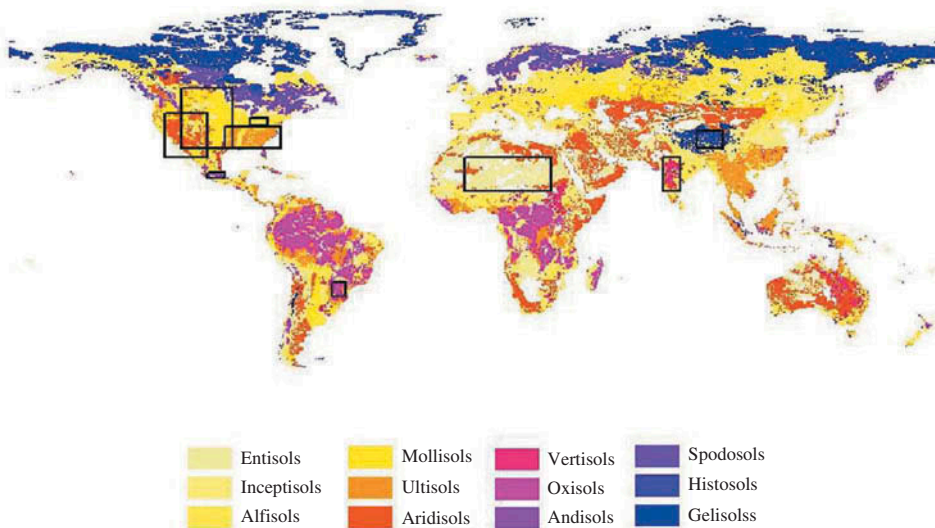 Entisols
Inceptisols
Alfisols
Mollisols
Ultisols
Aridisols
Vertisols
Oxisols
Andisols
Spodosols
Histosols
Gelisolss